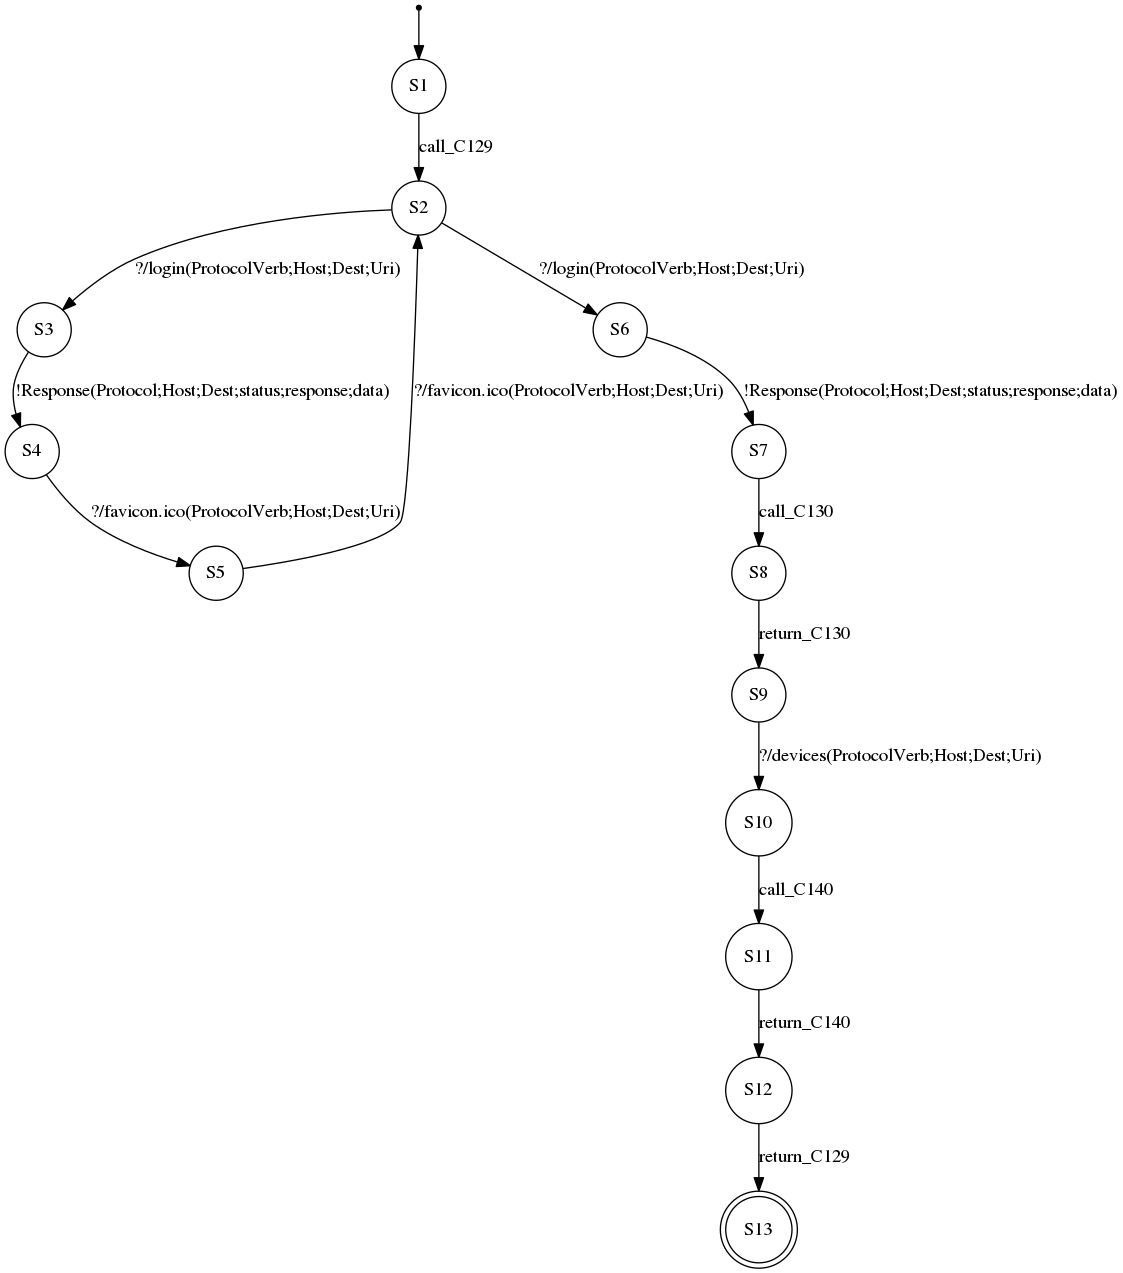 S1
call_C129
S2
?/login(ProtocolVerb;Host;Dest;Uri)
?/login(ProtocolVerb;Host;Dest;Uri)
S3
S6
!Response(Protocol;Host;Dest;status;response;data)
?/favicon.ico(ProtocolVerb;Host;Dest;Uri)
!Response(Protocol;Host;Dest;status;response;data)
S4
S7
?/favicon.ico(ProtocolVerb;Host;Dest;Uri)
call_C130
S5
S8
return_C130
S9
?/devices(ProtocolVerb;Host;Dest;Uri)
S10
call_C140
S11
return_C140
S12
return_C129
S13